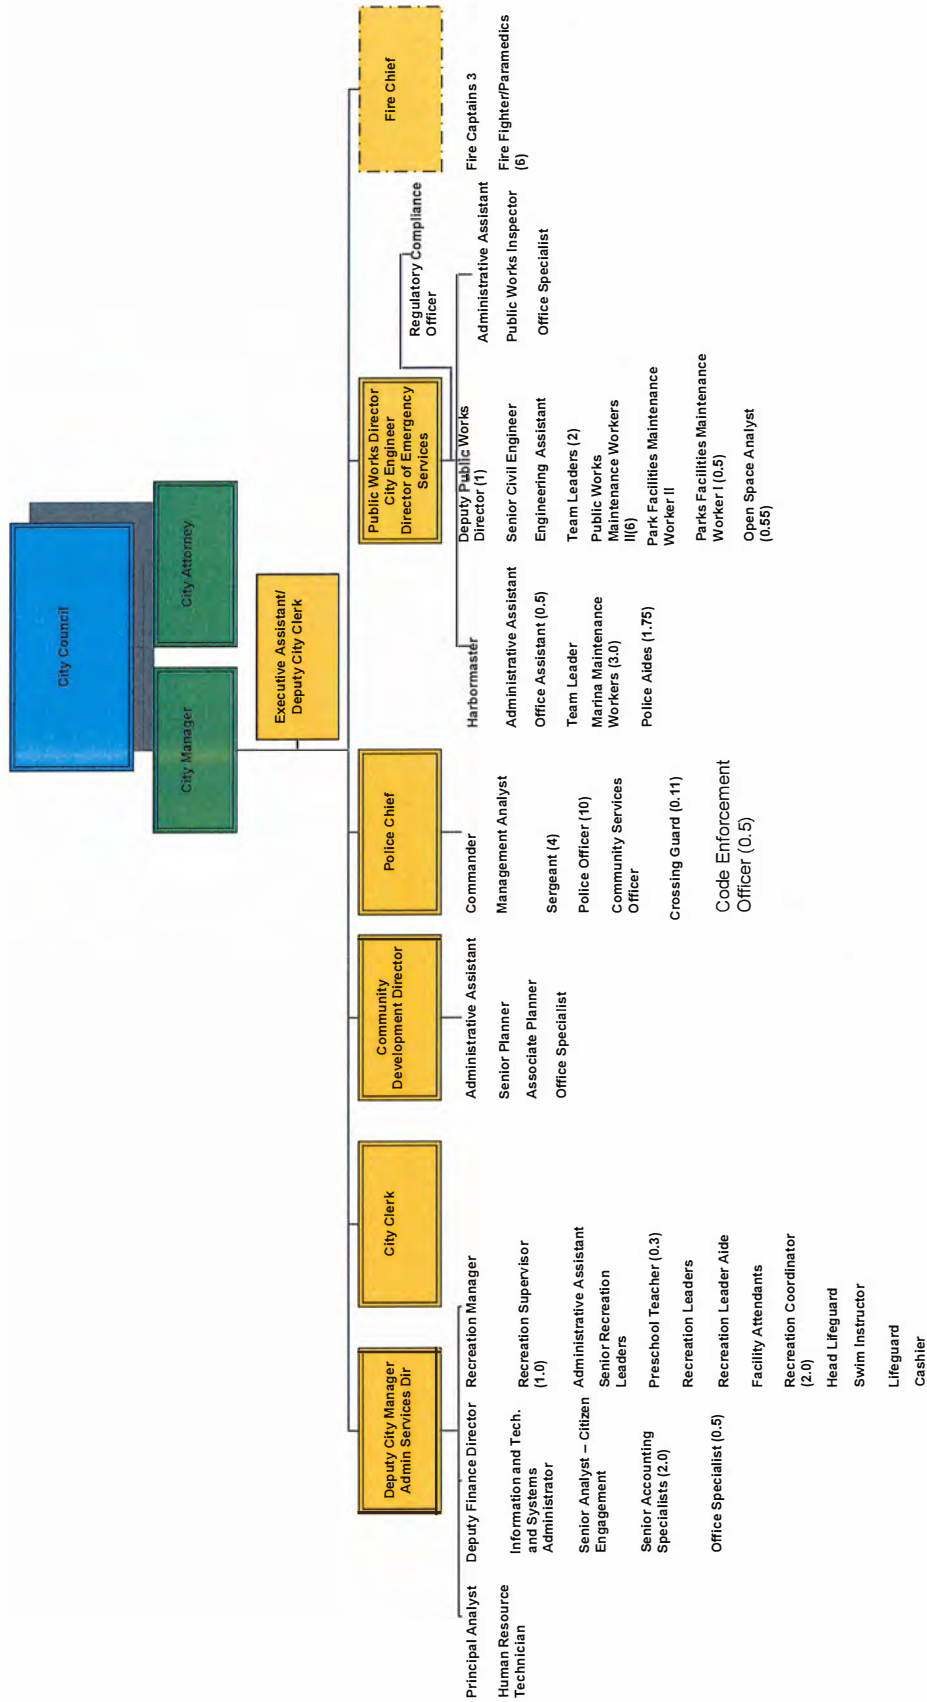 City Council
City Manager
City Attorney
Executive Assistant/
Deputy City Clerk
Deputy City Manager
Admin Services Dir
City Clerk
Community
Development Director
Police Chief
Public Works Director
City Engineer
Director of Emergency
Services
Fire Chief
Principal Analyst
Human Resource
Technician
Deputy Finance Director
Information and Tech.
and Systems
Administrator
Senior Analyst – Citizen
Engagement
Senior Accounting
Specialists (2.0)
Office Specialist (0.5)
Recreation Manager
Recreation Supervisor
(1.0)
Administrative Assistant
Senior Recreation
Leaders
Preschool Teacher (0.3)
Recreation Leaders
Recreation Leader Aide
Facility Attendants
Recreation Coordinator
(2.0)
Head Lifeguard
Swim Instructor
Lifeguard
Cashier
Administrative Assistant
Senior Planner
Associate Planner
Office Specialist
Commander
Management Analyst
Sergeant (4)
Police Officer (10)
Community Services
Officer
Crossing Guard (0.11)
Code Enforcement
Officer (0.5)
Harbormaster
Administrative Assistant
Office Assistant (0.5)
Team Leader
Marina Maintenance
Workers (3.0)
Police Aides (1.75)
Deputy Public Works
Director (1)
Senior Civil Engineer
Engineering Assistant
Team Leaders (2)
Public Works
Maintenance Workers
II(6)
Park Facilities Maintenance
Worker II
Parks Facilities Maintenance
Worker I (0.5)
Open Space Analyst
(0.55)
Regulatory Compliance
Officer
Administrative Assistant
Public Works Inspector
Office Specialist
Fire Captains 3
Fire Fighter/Paramedics
(6)